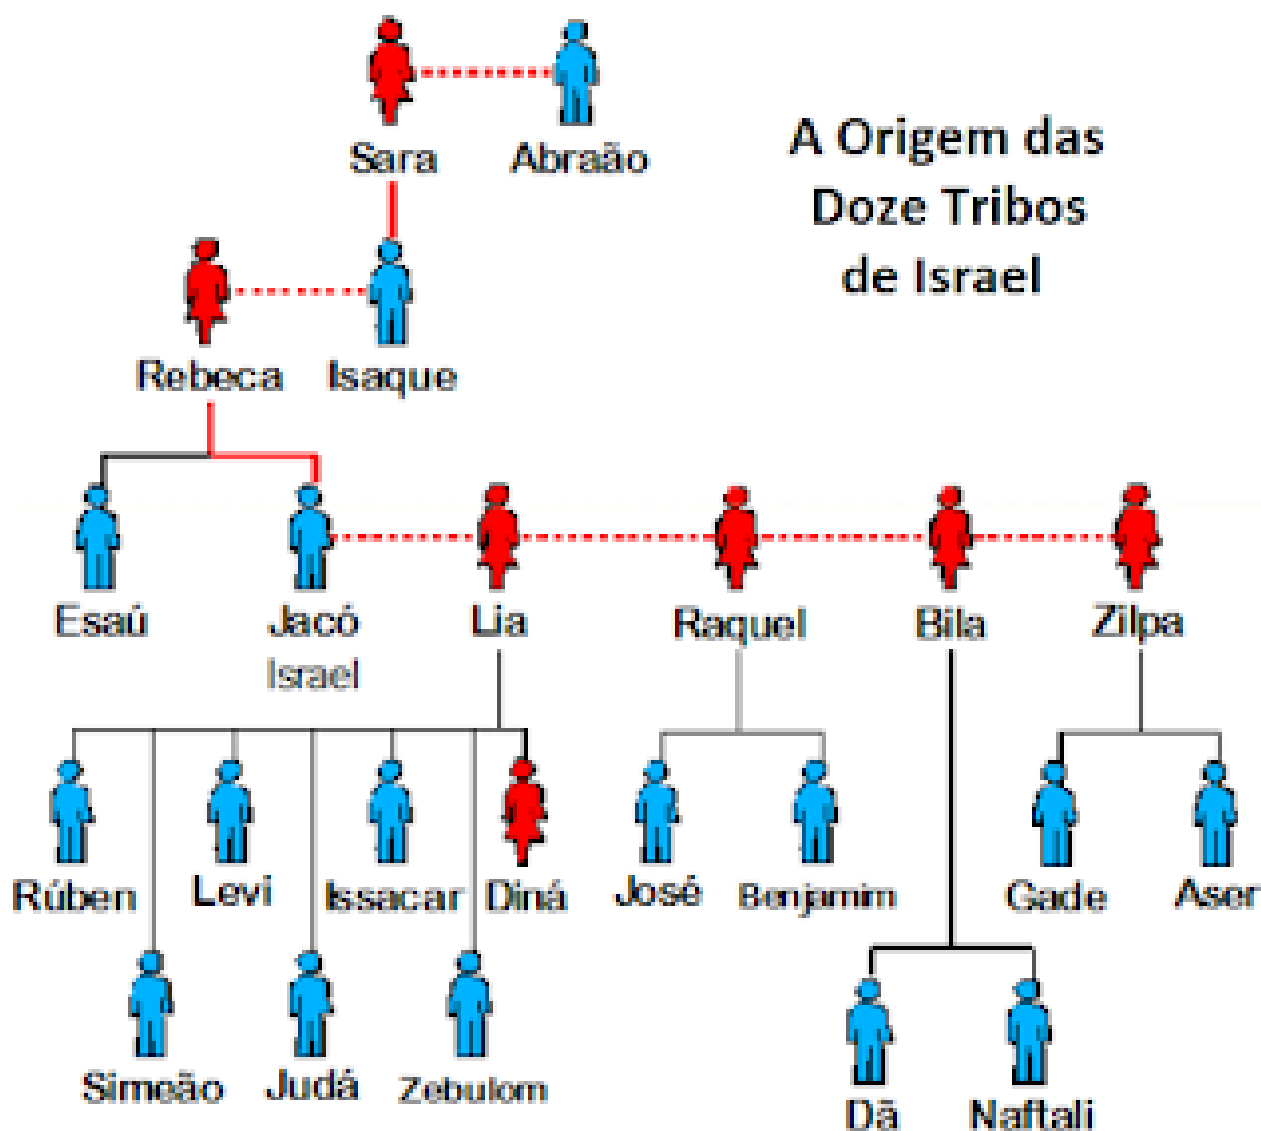 Sara Abraão
A Origem das
Doze Tribos
de Israel
Rebeca Isaque
Esaú Jacó Lia Raquel Bila Zilpa
Israel
Rúben Levi Issacar Diná José Benjamim Gade Aser
Simeão Judá Zebulom
Dã Naftali